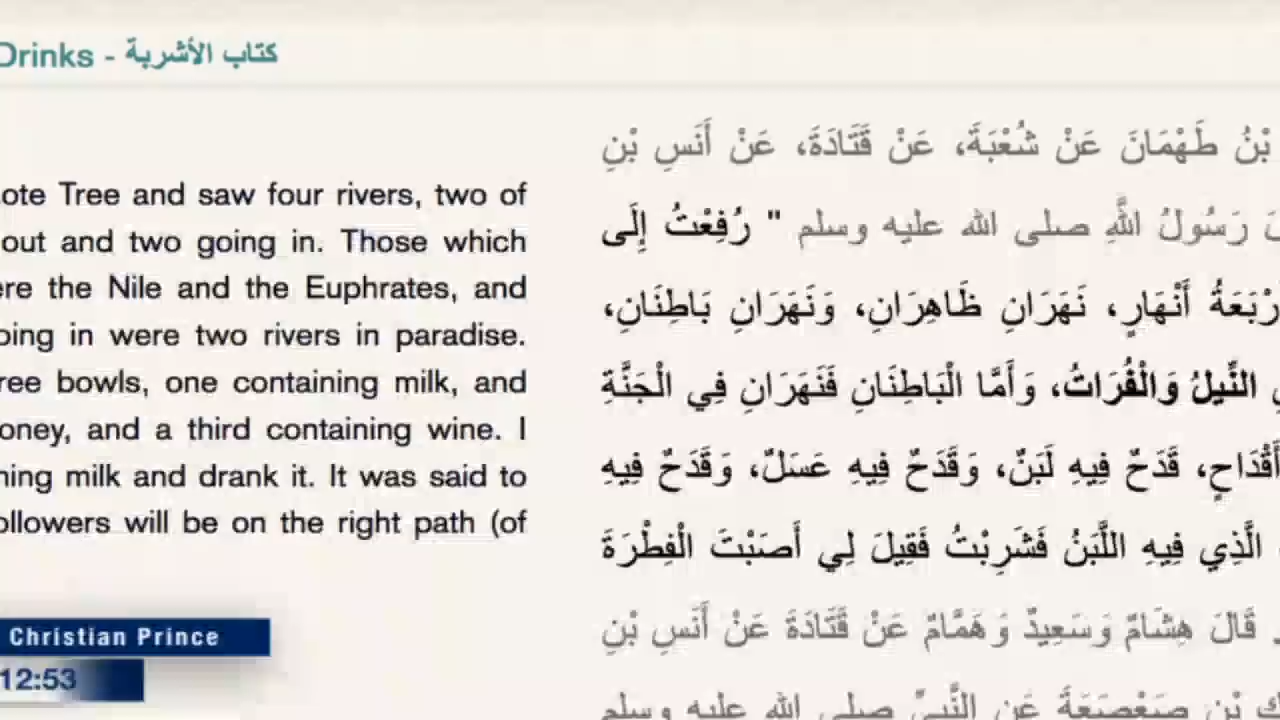 Drinks - كتاب الأشربة
ote Tree and saw four rivers, two of
out and two going in. Those which
ere the Nile and the Euphrates, and
oing in were two rivers in paradise.
ree bowls, one containing milk, and
oney, and a third containing wine. I
ning milk and drank it. It was said to
ollowers will be on the right path (of
بْنُ طَهْمَانَ عَنْ شُعْبَةَ، عَنْ قَتَادَةَ، عَنْ أَنَسِ بْنِ
رَسُولُ اللَّهِ صلى الله عليه وسلم " رُفِعْتُ إِلَى
رْبَعَةُ أَنْهَارٍ، نَهَرَانِ ظَاهِرَانِ، وَنَهَرَانِ بَاطِنَانِ،
النِّيلُ وَالْفُرَاتُ، وَأَمَّا الْبَاطِنَانِ فَنَهَرَانِ فِي الْجَنَّةِ
أَقْدَاحٍ، قَدَحٌ فِيهِ لَبَنٌ، وَقَدَحٌ فِيهِ عَسَلٌ، وَقَدَحٌ فِيهِ
الَّذِي فِيهِ اللَّبَنُ فَشَرِبْتُ فَقِيلَ لِي أَصَبْتَ الْفِطْرَةَ
قَالَ هِشَامٌ وَسَعِيدٌ وَهَمَّامٌ عَنْ قَتَادَةَ عَنْ أَنَسِ بْنِ
بْنِ صَعْصَعَةَ عَنِ النَّبِيِّ صلى الله عليه وسلم
Christian Prince
12:53